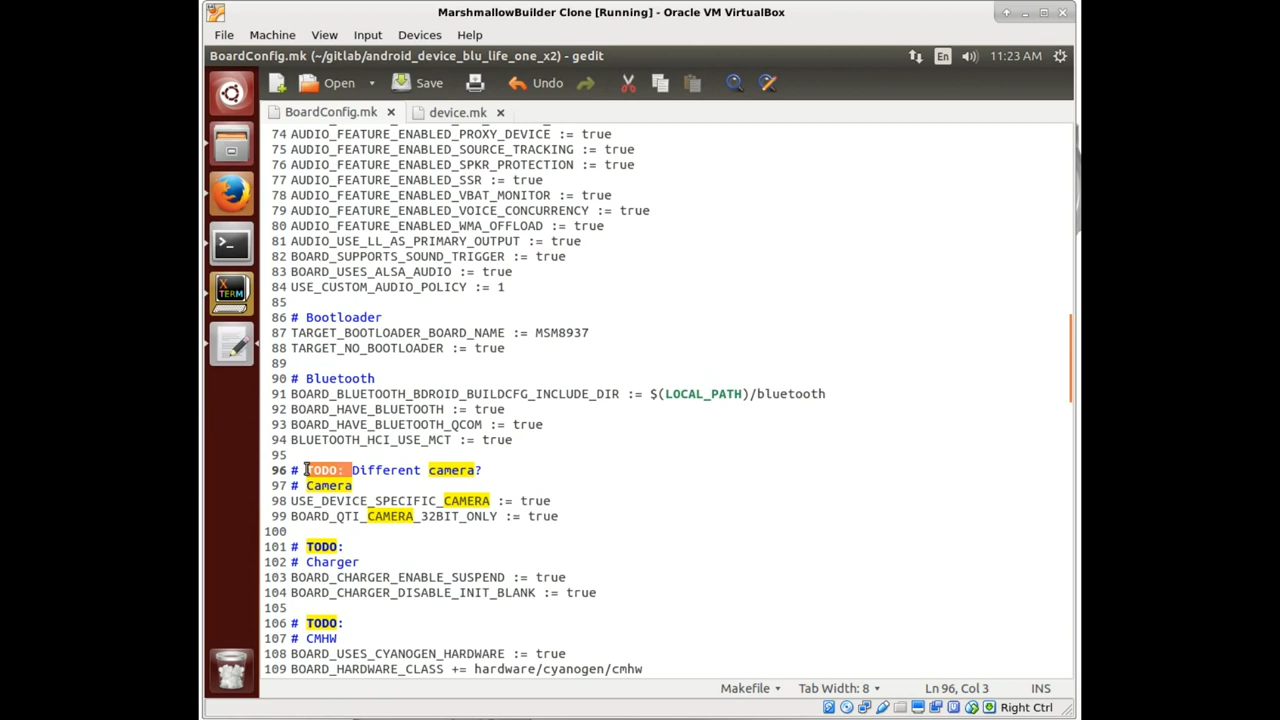 MarshmallowBuilder Clone [Running] - Oracle VM VirtualBox
File Machine View Input Devices Help
BoardConfig.mk (~/gitlab/android_device_blu_life_one_x2) - gedit En 11:23 AM
Open Save Undo
BoardConfig.mk device.mk
74 AUDIO_FEATURE_ENABLED_PROXY_DEVICE := true
75 AUDIO_FEATURE_ENABLED_SOURCE_TRACKING := true
76 AUDIO_FEATURE_ENABLED_SPKR_PROTECTION := true
77 AUDIO_FEATURE_ENABLED_SSR := true
78 AUDIO_FEATURE_ENABLED_VBAT_MONITOR := true
79 AUDIO_FEATURE_ENABLED_VOICE_CONCURRENCY := true
80 AUDIO_FEATURE_ENABLED_WMA_OFFLOAD := true
81 AUDIO_USE_LL_AS_PRIMARY_OUTPUT := true
82 BOARD_SUPPORTS_SOUND_TRIGGER := true
83 BOARD_USES_ALSA_AUDIO := true
84 USE_CUSTOM_AUDIO_POLICY := 1
85
86 # Bootloader
87 TARGET_BOOTLOADER_BOARD_NAME := MSM8937
88 TARGET_NO_BOOTLOADER := true
89
90 # Bluetooth
91 BOARD_BLUETOOTH_BDROID_BUILDCFG_INCLUDE_DIR := $(LOCAL_PATH)/bluetooth
92 BOARD_HAVE_BLUETOOTH := true
93 BOARD_HAVE_BLUETOOTH_QCOM := true
94 BLUETOOTH_HCI_USE_MCT := true
95
96 # TODO: Different camera?
97 # Camera
98 USE_DEVICE_SPECIFIC_CAMERA := true
99 BOARD_QTI_CAMERA_32BIT_ONLY := true
100
101 # TODO:
102 # Charger
103 BOARD_CHARGER_ENABLE_SUSPEND := true
104 BOARD_CHARGER_DISABLE_INIT_BLANK := true
105
106 # TODO:
107 # CMHW
108 BOARD_USES_CYANOGEN_HARDWARE := true
109 BOARD_HARDWARE_CLASS += hardware/cyanogen/cmhw
X TERM
Makefile Tab Width: 8 Ln 96, Col 3 INS
Right Ctrl